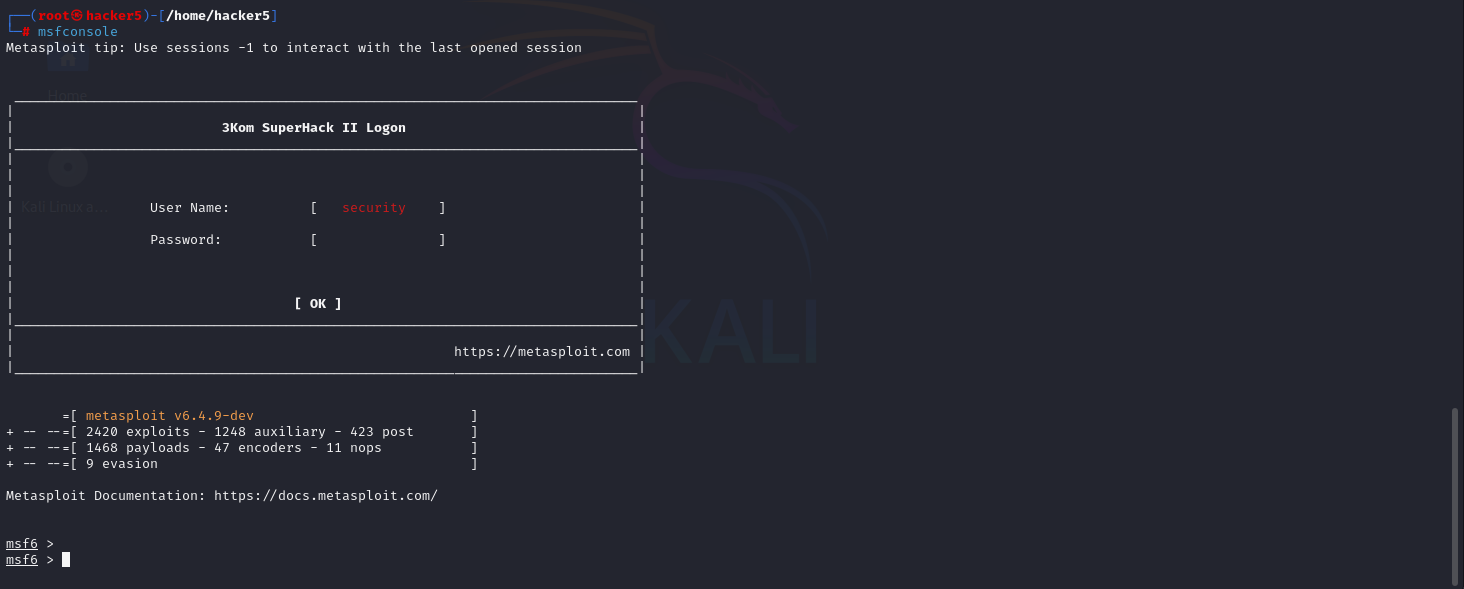 ┌──(root㉿hacker5)-[/home/hacker5]
└─# msfconsole
Metasploit tip: Use sessions -1 to interact with the last opened session
Home
3Kom SuperHack II Logon
Kali Linux a...
User Name: [ security ]
Password: [ ]
[ OK ]
KALI
https://metasploit.com
=[ metasploit v6.4.9-dev ]
+ -- --=[ 2420 exploits - 1248 auxiliary - 423 post ]
+ -- --=[ 1468 payloads - 47 encoders - 11 nops ]
+ -- --=[ 9 evasion ]
Metasploit Documentation: https://docs.metasploit.com/
msf6 >
msf6 >